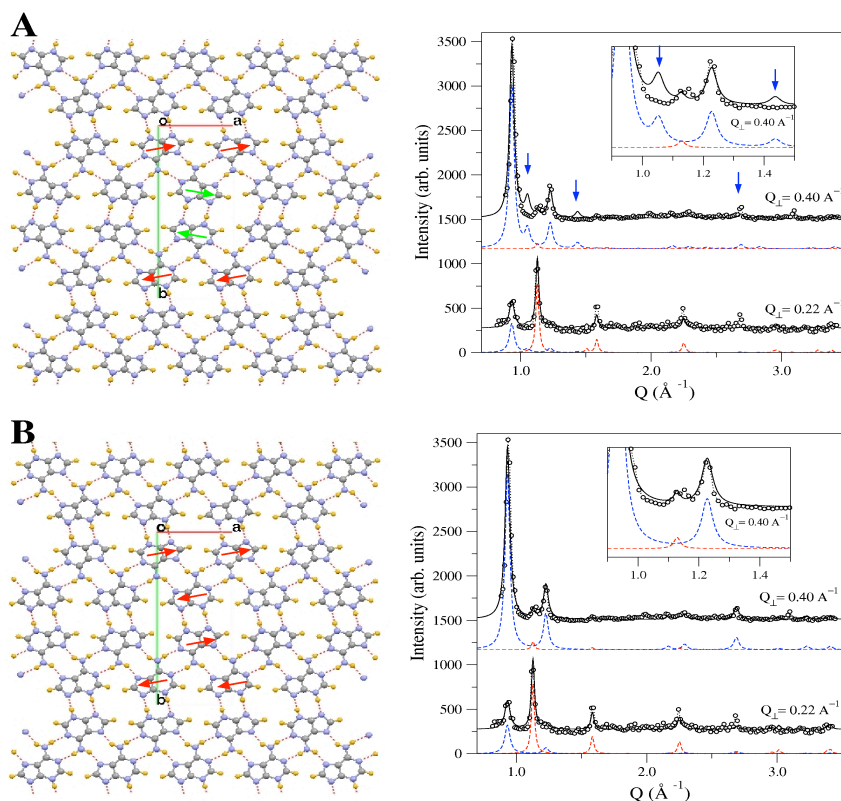 A
c
a
b
Intensity (arb. units)
3500
3000
2500
2000
1500
1000
500
0
1.0
2.0
3.0
Q (Å ⁻¹)
Q⊥= 0.40 Å⁻¹
Q⊥= 0.22 A⁻¹
1.0
1.2
1.4
Q⊥= 0.40 A⁻¹
B
c
a
b
Intensity (arb. units)
3500
3000
2500
2000
1500
1000
500
0
1.0
2.0
3.0
Q (Å ⁻¹)
Q⊥= 0.40 A⁻¹
Q⊥= 0.22 A⁻¹
1.0
1.2
1.4
Q⊥= 0.40 A⁻¹